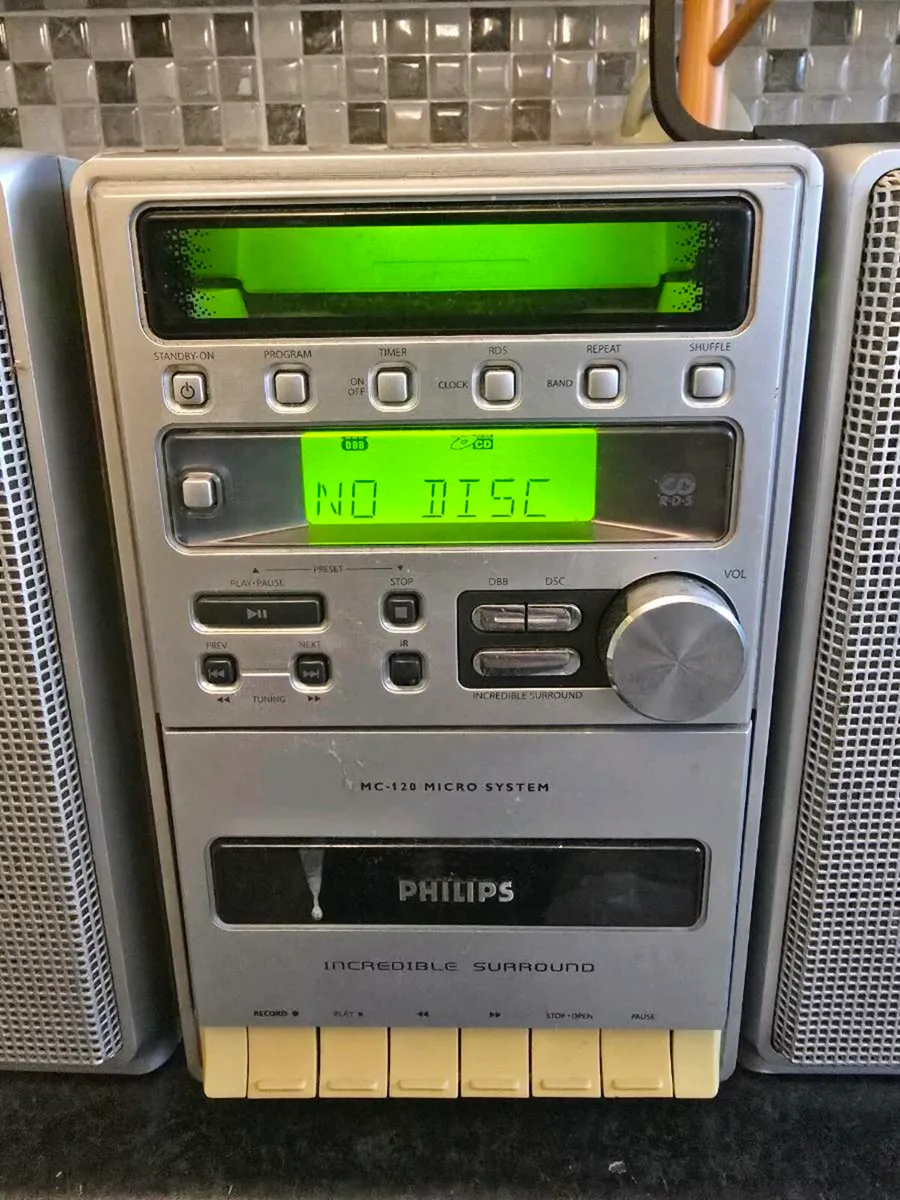 STANDBY-ON PROGRAM TIMER RDS REPEAT SHUFFLE
ON OFF CLOCK BAND
DBB CD
NO DISC
R·D·S
PRESET
PLAY•PAUSE STOP DBB DSC VOL
PREV NEXT IR
TUNING
INCREDIBLE SURROUND
MC-120 MICRO SYSTEM
PHILIPS
INCREDIBLE SURROUND
RECORD PLAY STOP•OPEN PAUSE